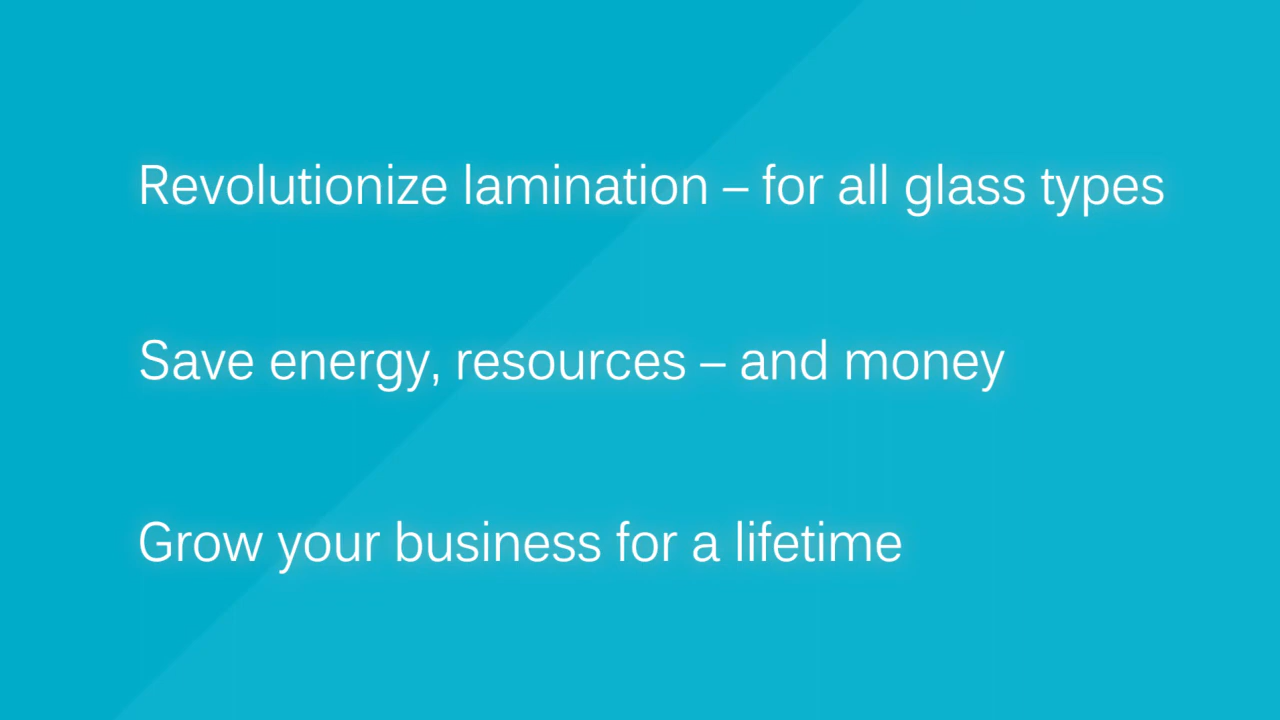 Revolutionize lamination – for all glass types
Save energy, resources – and money
Grow your business for a lifetime